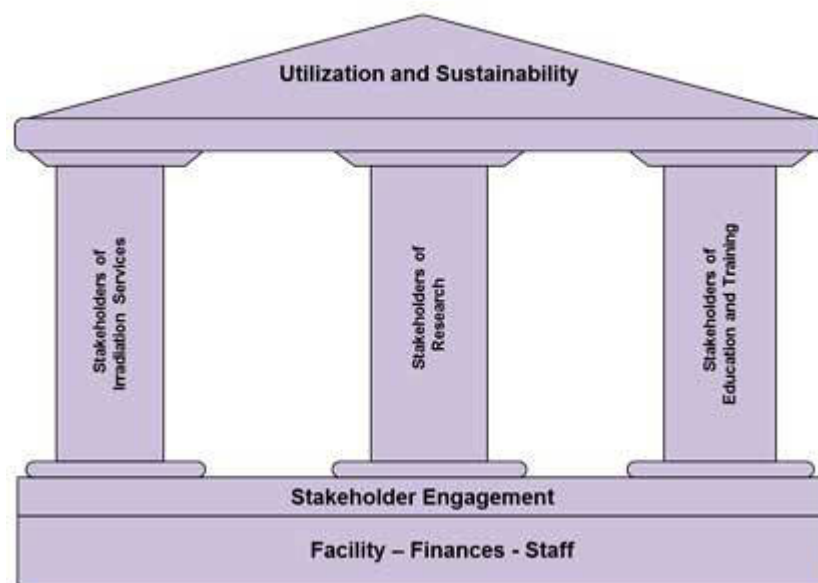 Utilization and Sustainability
Stakeholders of
Irradiation Services
Stakeholders of
Research
Stakeholders of
Education and Training
Stakeholder Engagement
Facility – Finances - Staff